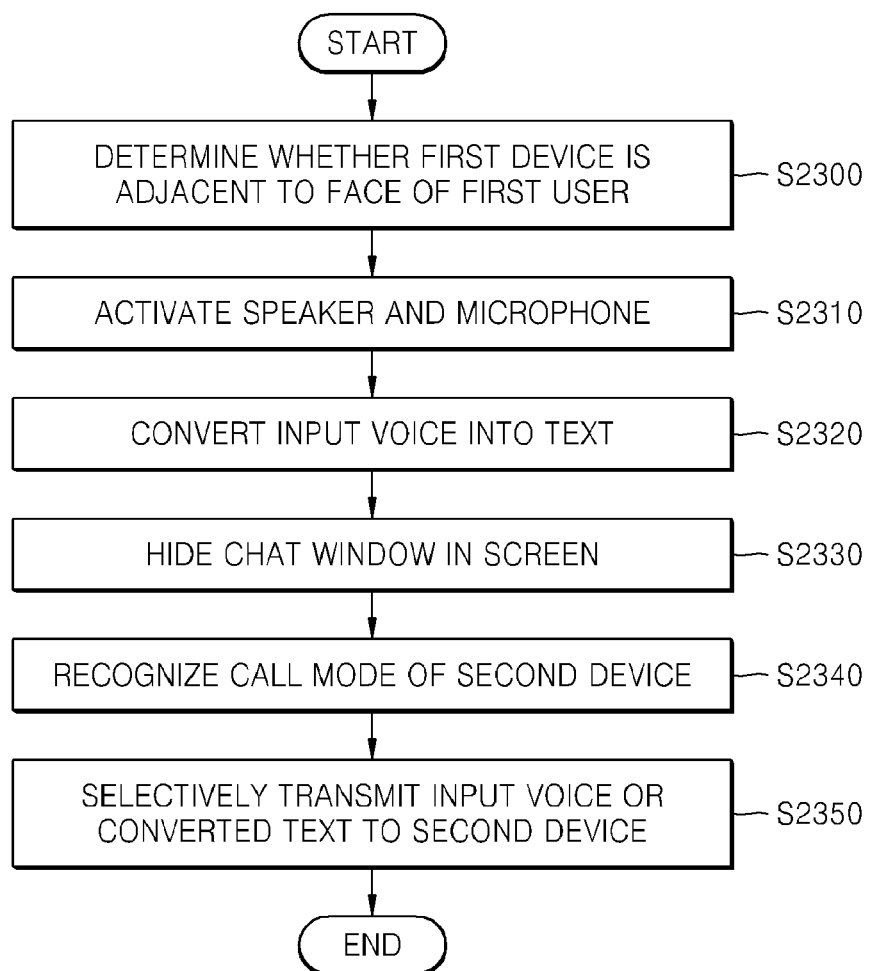 START
DETERMINE WHETHER FIRST DEVICE IS
ADJACENT TO FACE OF FIRST USER
S2300
ACTIVATE SPEAKER AND MICROPHONE
S2310
CONVERT INPUT VOICE INTO TEXT
S2320
HIDE CHAT WINDOW IN SCREEN
S2330
RECOGNIZE CALL MODE OF SECOND DEVICE
S2340
SELECTIVELY TRANSMIT INPUT VOICE OR
CONVERTED TEXT TO SECOND DEVICE
S2350
END